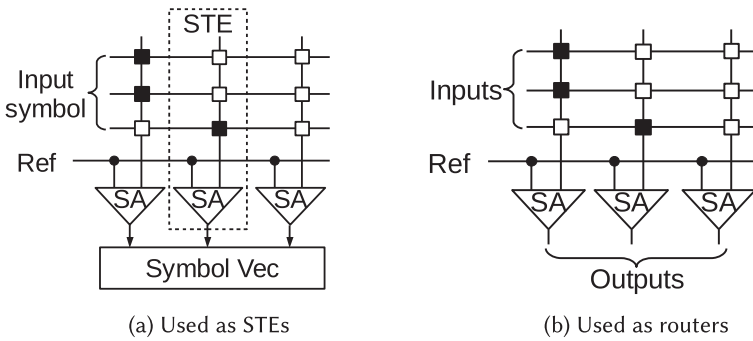 STE
Input
symbol
Ref
SA SA SA
Symbol Vec
(a) Used as STEs
Inputs
Ref
SA SA SA
Outputs
(b) Used as routers